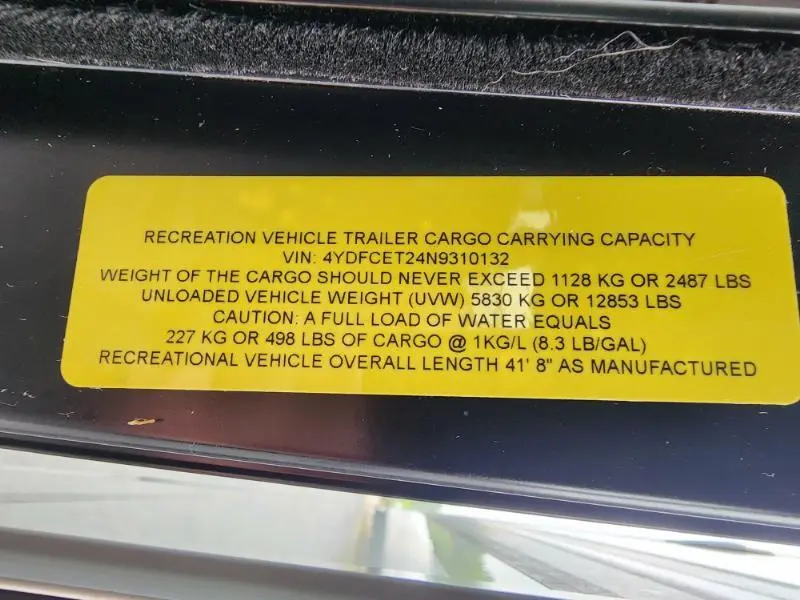 RECREATION VEHICLE TRAILER CARGO CARRYING CAPACITY
VIN: 4YDFCET24N9310132
WEIGHT OF THE CARGO SHOULD NEVER EXCEED 1128 KG OR 2487 LBS
UNLOADED VEHICLE WEIGHT (UVW) 5830 KG OR 12853 LBS
CAUTION: A FULL LOAD OF WATER EQUALS
227 KG OR 498 LBS OF CARGO @ 1KG/L (8.3 LB/GAL)
RECREATIONAL VEHICLE OVERALL LENGTH 41' 8" AS MANUFACTURED